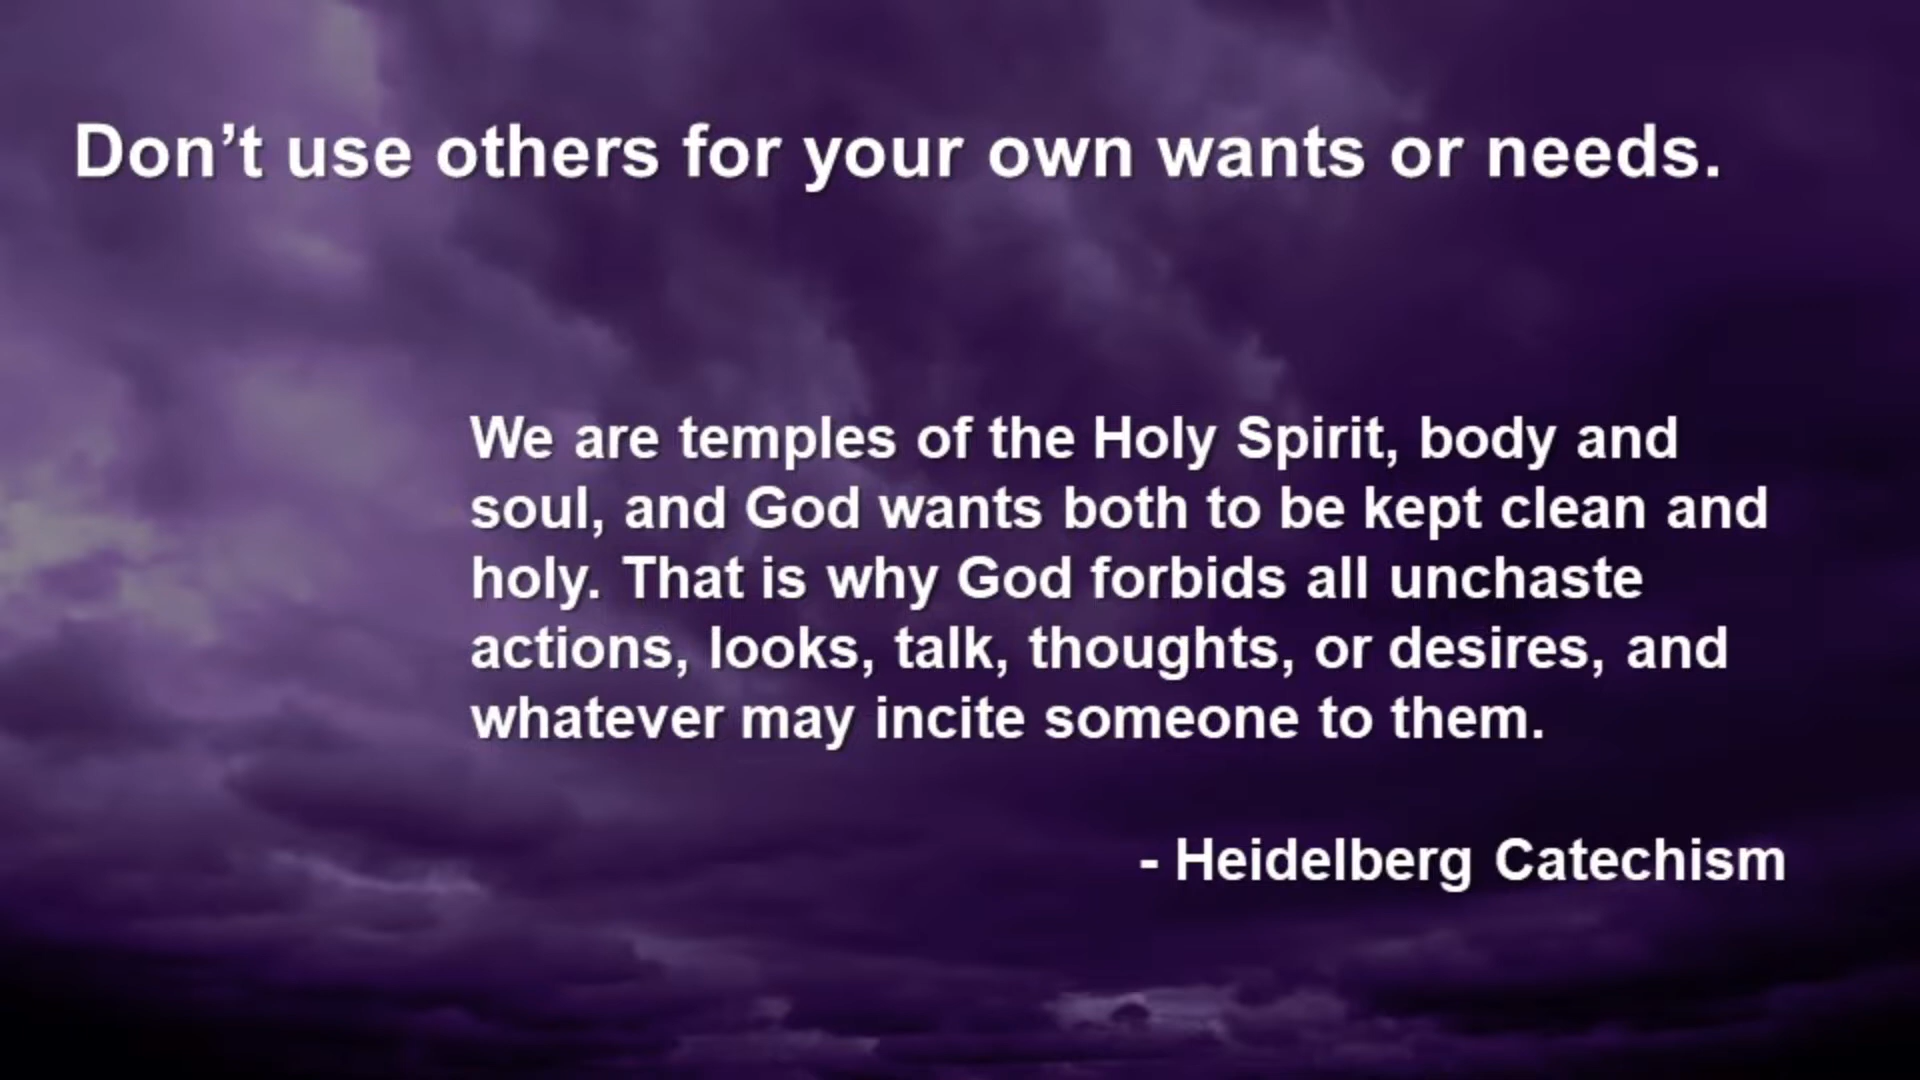 Don’t use others for your own wants or needs.
We are temples of the Holy Spirit, body and
soul, and God wants both to be kept clean and
holy. That is why God forbids all unchaste
actions, looks, talk, thoughts, or desires, and
whatever may incite someone to them.
- Heidelberg Catechism